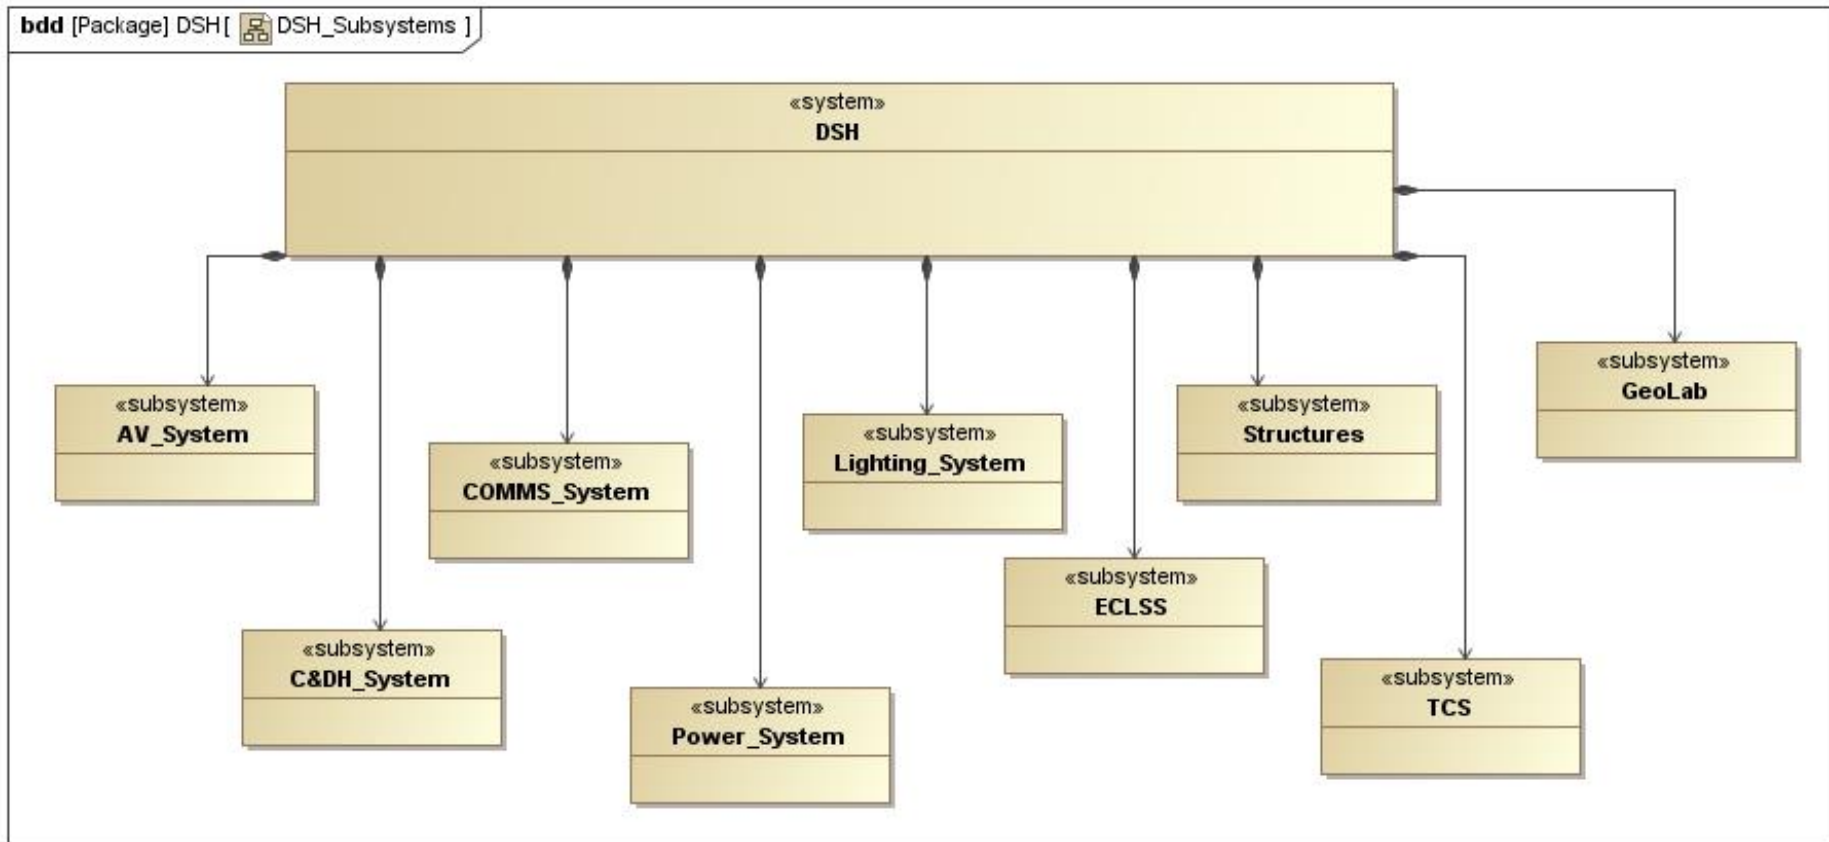 bdd [Package] DSH [ DSH_Subsystems ]
«system»
DSH
«subsystem»
GeoLab
«subsystem»
AV_System
«subsystem»
Structures
«subsystem»
Lighting_System
«subsystem»
COMMS_System
«subsystem»
ECLSS
«subsystem»
C&DH_System
«subsystem»
TCS
«subsystem»
Power_System